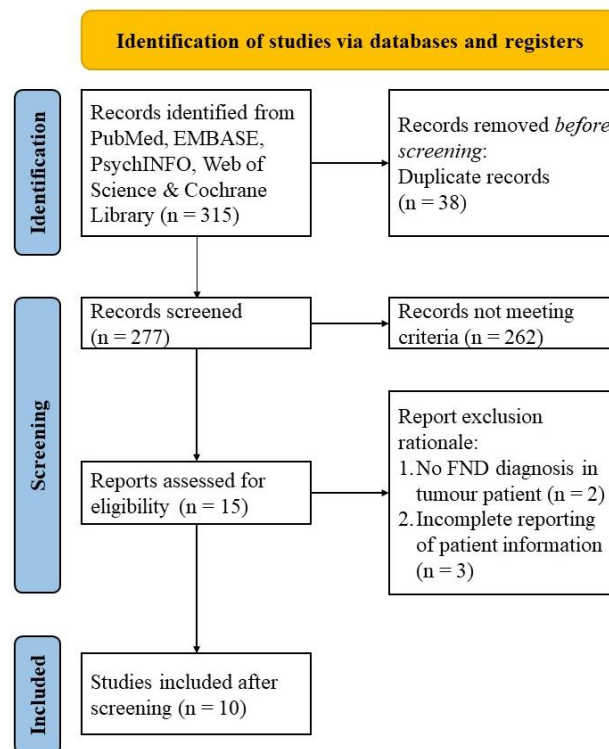 Identification of studies via databases and registers
Identification
Records identified from
PubMed, EMBASE,
PsychINFO, Web of
Science & Cochrane
Library (n = 315)
Records removed before
screening:
Duplicate records
(n = 38)
Screening
Records screened
(n = 277)
Records not meeting
criteria (n = 262)
Reports assessed for
eligibility (n = 15)
Report exclusion
rationale:
1. No FND diagnosis in
tumour patient (n = 2)
2. Incomplete reporting
of patient information
(n = 3)
Included
Studies included after
screening (n = 10)